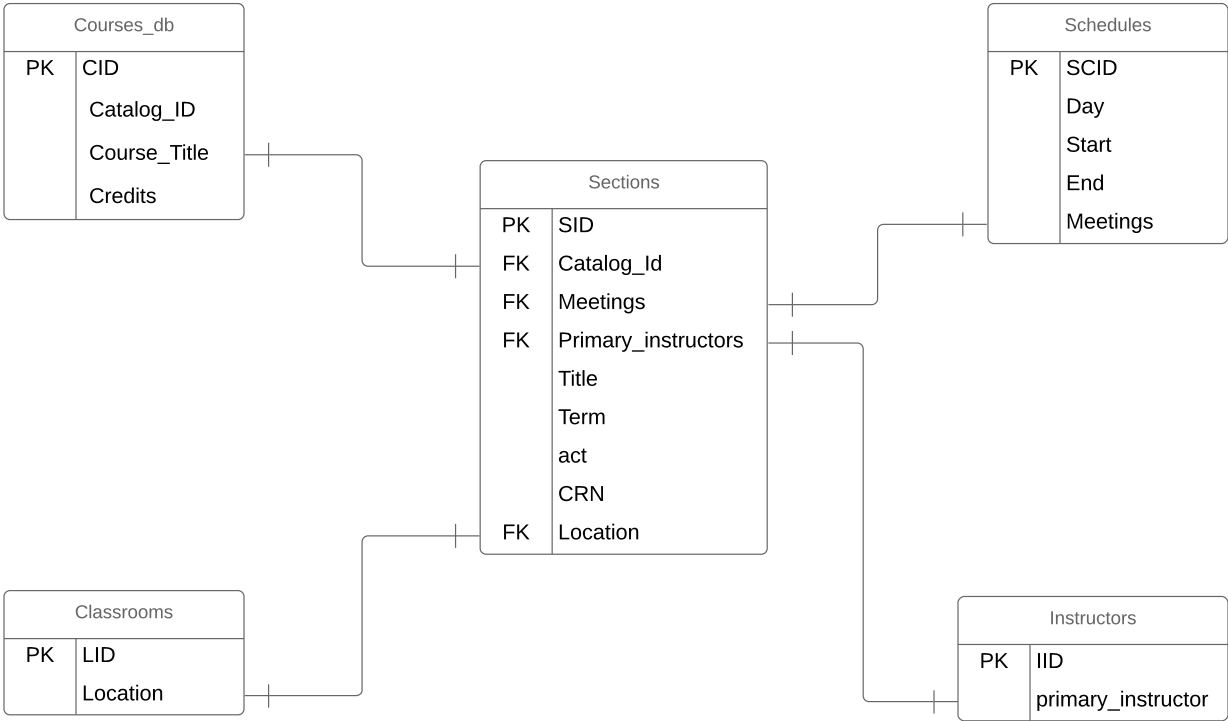 Courses_db
PK CID
Catalog_ID
Course_Title
Credits
Schedules
PK SCID
Day
Start
End
Meetings
Sections
PK SID
FK Catalog_Id
FK Meetings
FK Primary_instructors
Title
Term
act
CRN
FK Location
Classrooms
PK LID
Location
Instructors
PK IID
primary_instructor